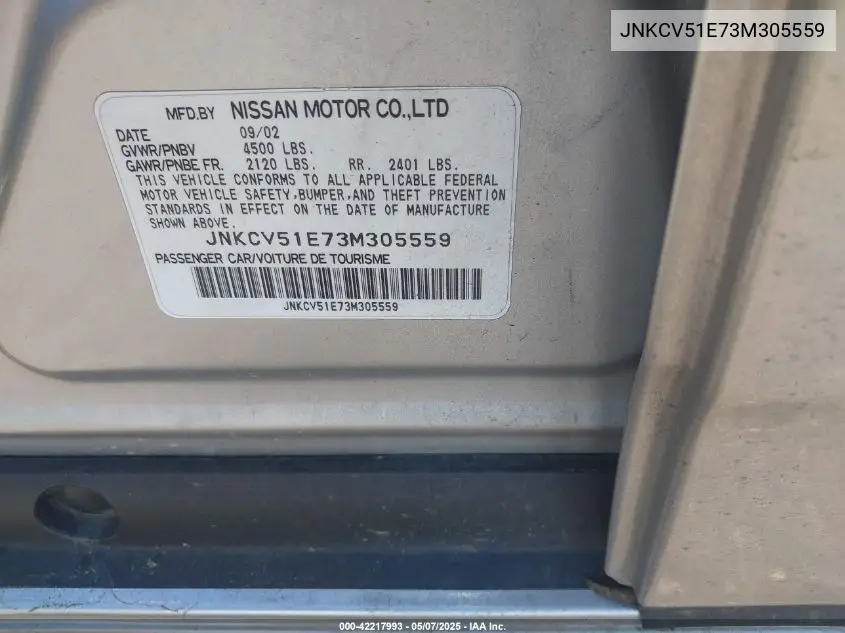 JNKCV51E73M305559
MFD.BY NISSAN MOTOR CO.,LTD
DATE 09/02
GVWR/PNBV 4500 LBS.
GAWR/PNBE FR. 2120 LBS. RR. 2401 LBS.
THIS VEHICLE CONFORMS TO ALL APPLICABLE FEDERAL
MOTOR VEHICLE SAFETY,BUMPER,AND THEFT PREVENTION
STANDARDS IN EFFECT ON THE DATE OF MANUFACTURE
SHOWN ABOVE.
JNKCV51E73M305559
PASSENGER CAR/VOITURE DE TOURISME
JNKCV51E73M305559
000-42217993 — 05/07/2025 - IAA Inc.